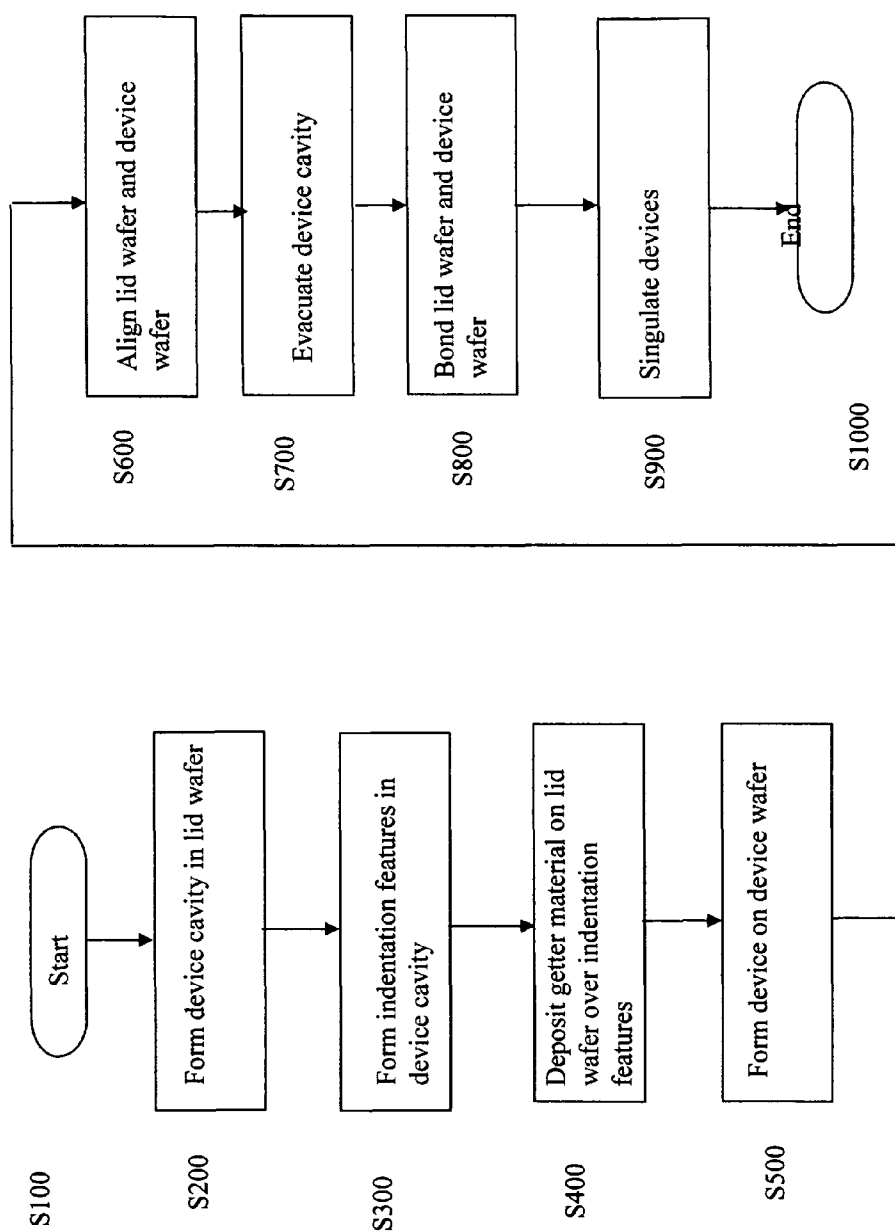 S100
Start
S200
Form device cavity in lid wafer
S300
Form indentation features in
device cavity
S400
Deposit getter material on lid
wafer over indentation
features
S500
Form device on device wafer
S600
Align lid wafer and device
wafer
S700
Evacuate device cavity
S800
Bond lid wafer and device
wafer
S900
Singulate devices
S1000
End